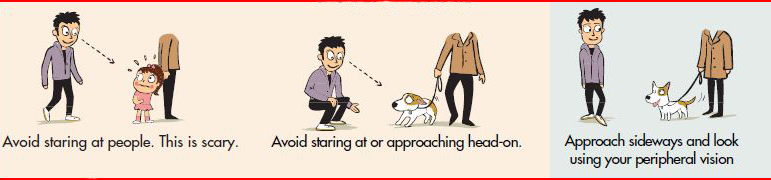 Avoid staring at people. This is scary.
Avoid staring at or approaching head-on.
Approach sideways and look
using your peripheral vision